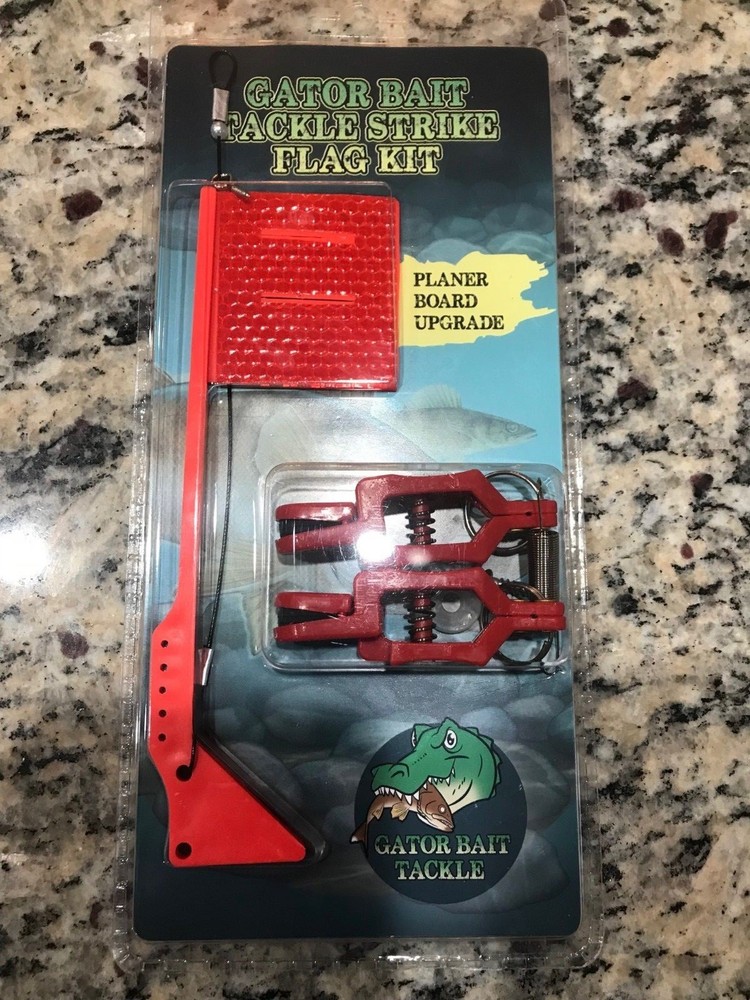 GATOR BAIT
TACKLE STRIKE
FLAG KIT
PLANER
BOARD
UPGRADE
GATOR BAIT
TACKLE